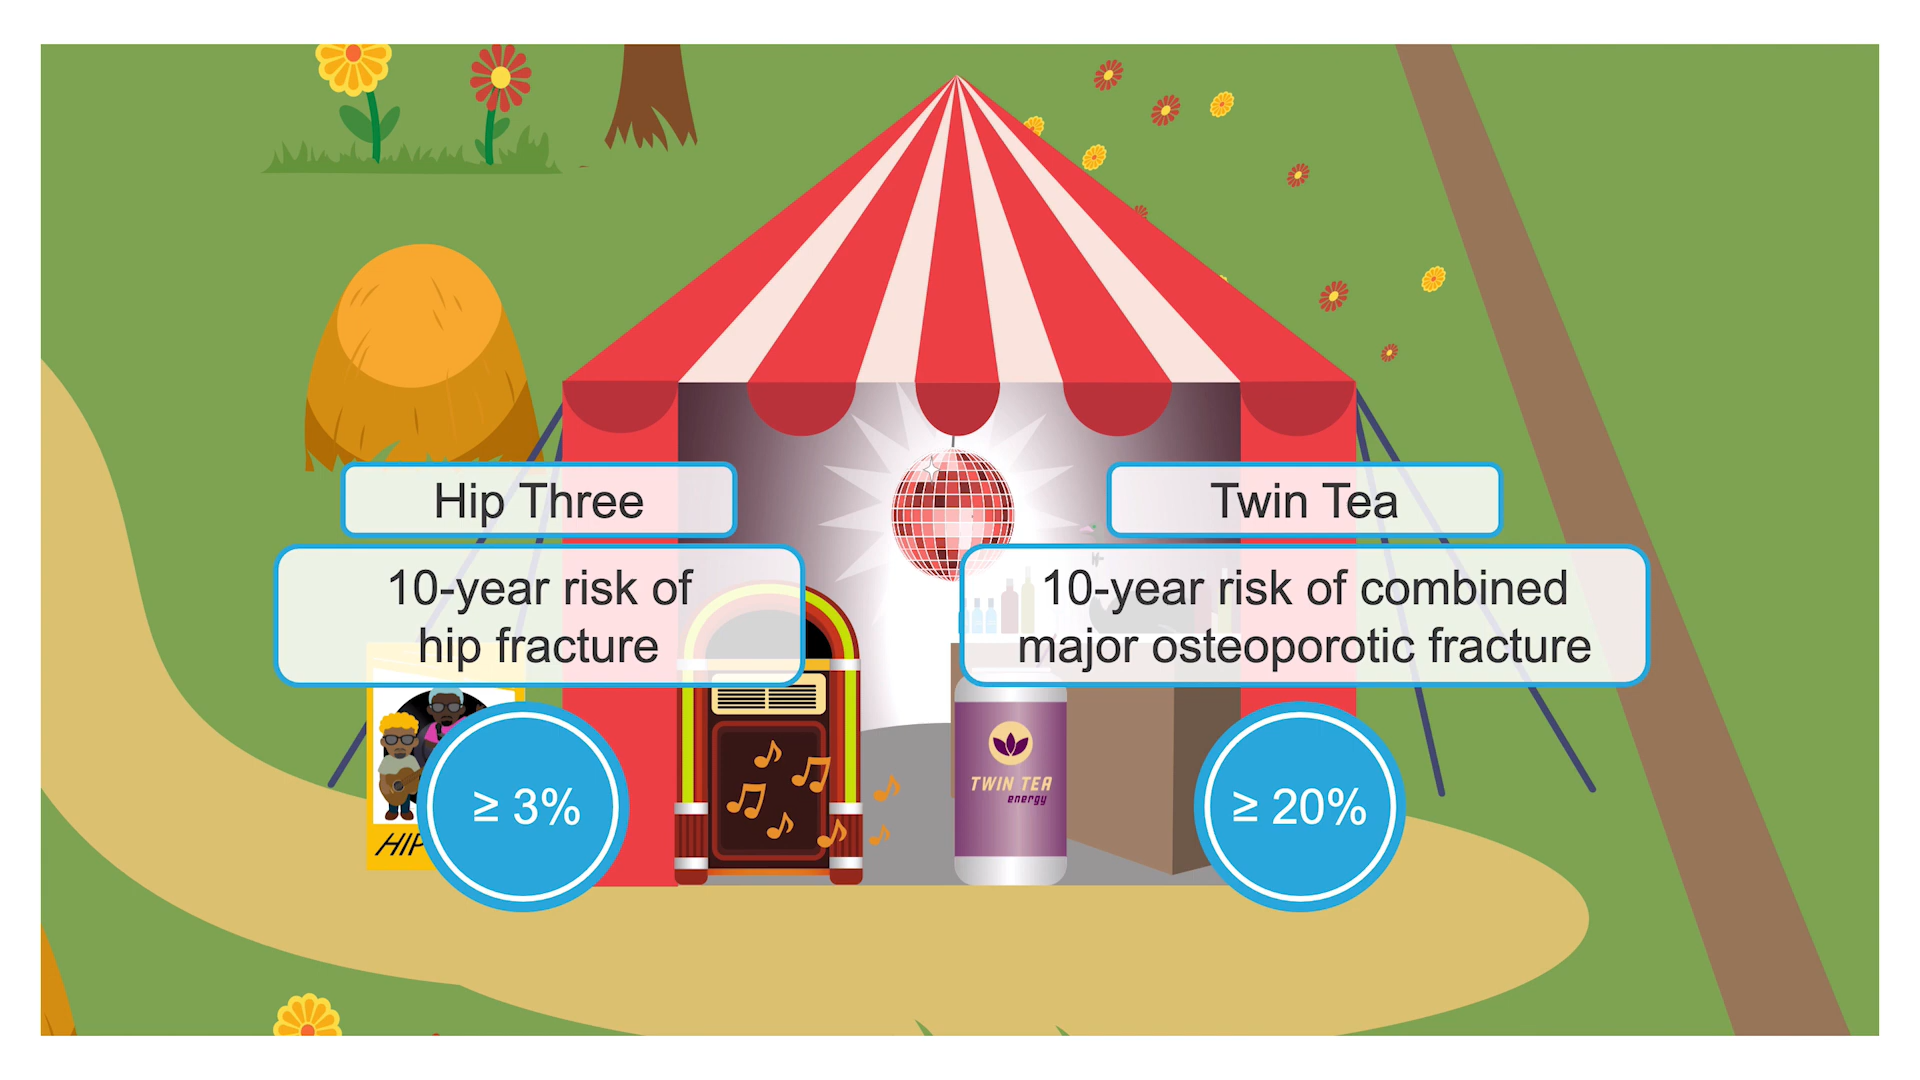 Hip Three
10-year risk of
hip fracture
≥ 3%
HIP
Twin Tea
10-year risk of combined
major osteoporotic fracture
≥ 20%
TWIN TEA
energy